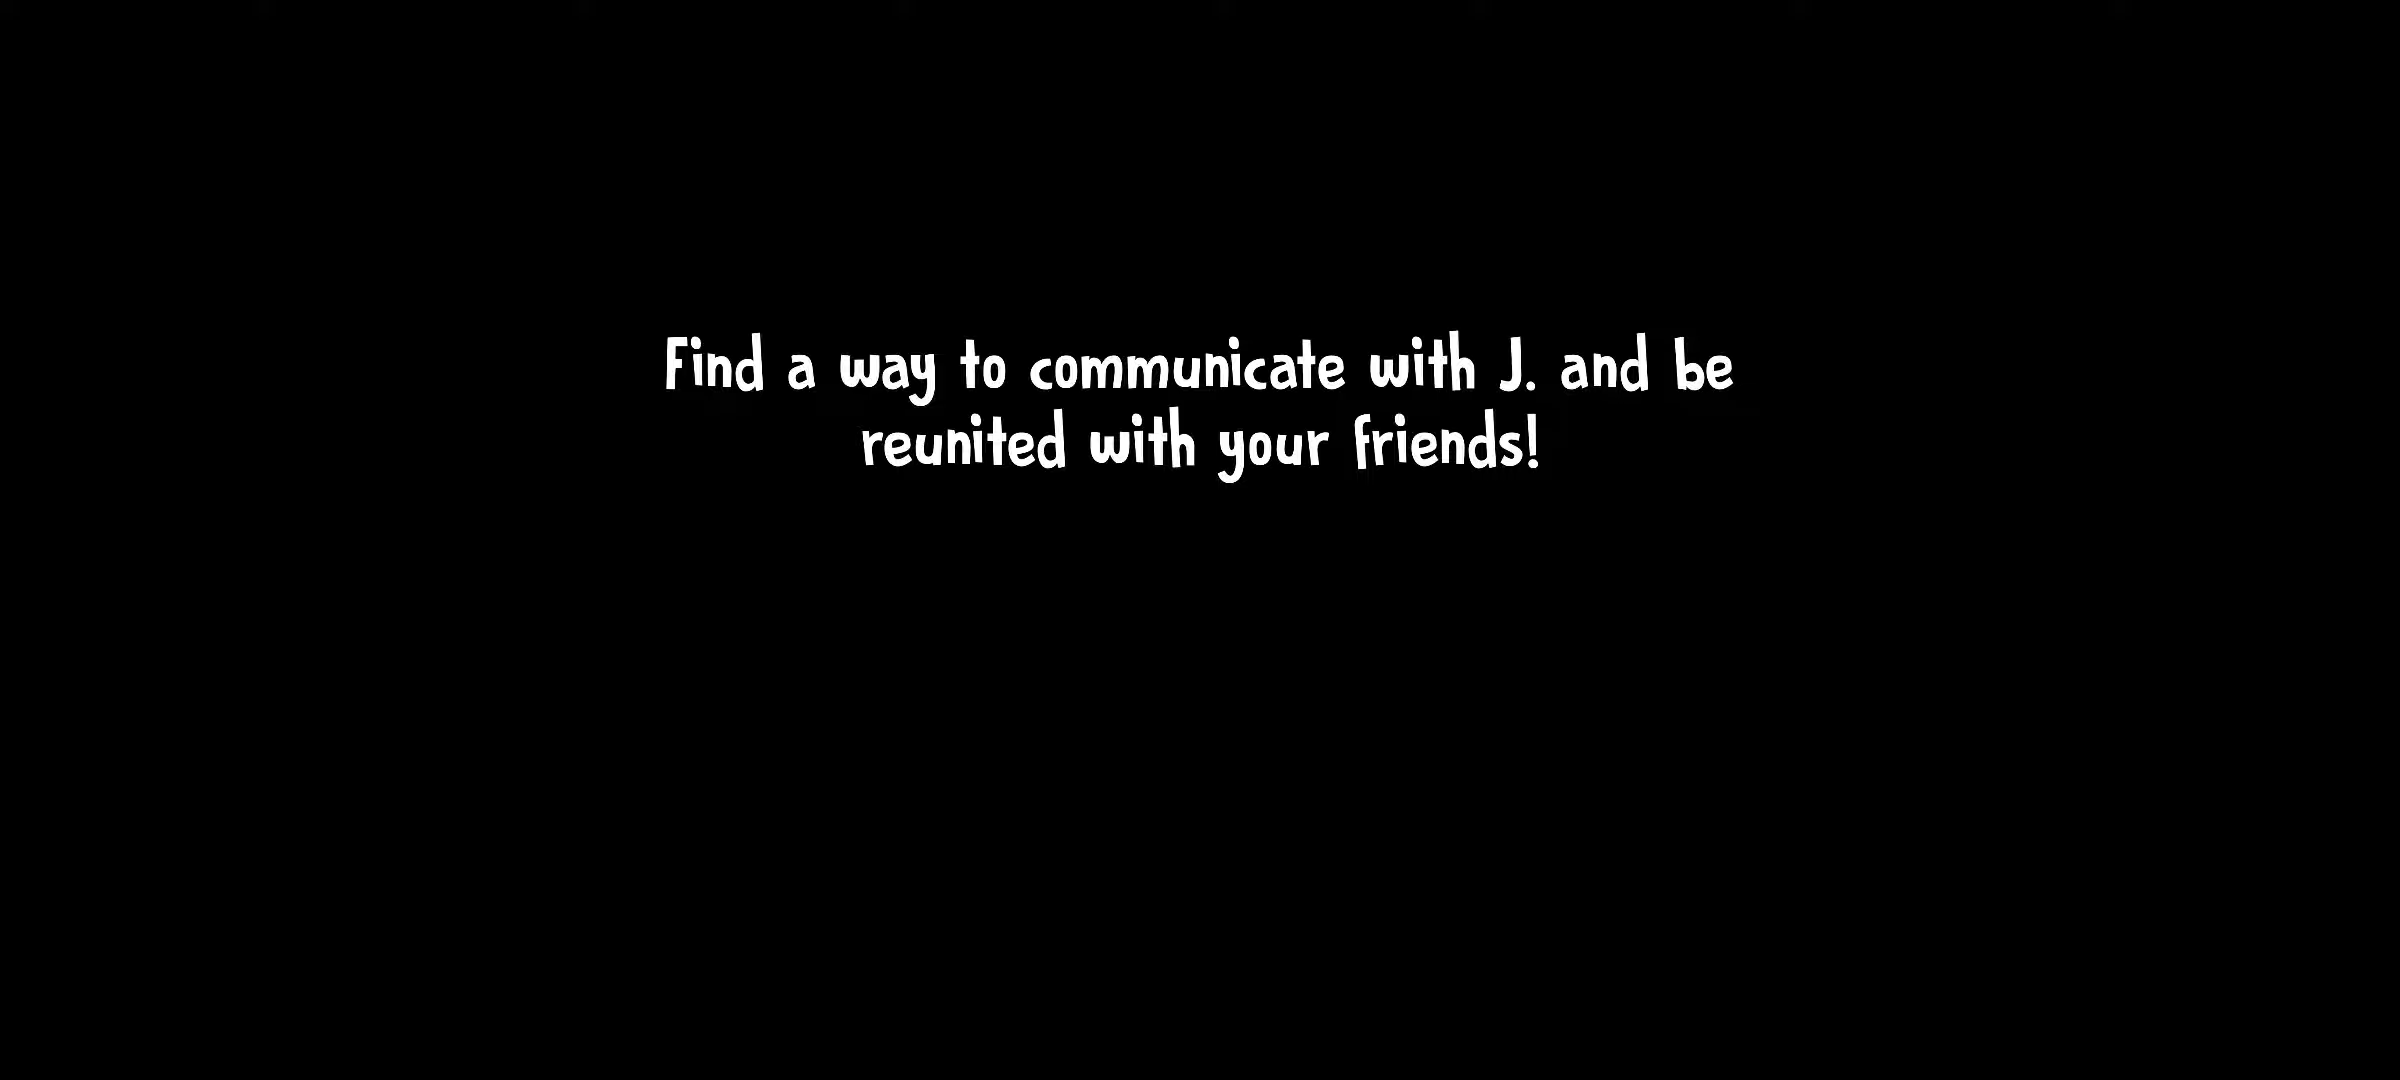 Find a way to communicate with J. and be
reunited with your friends!